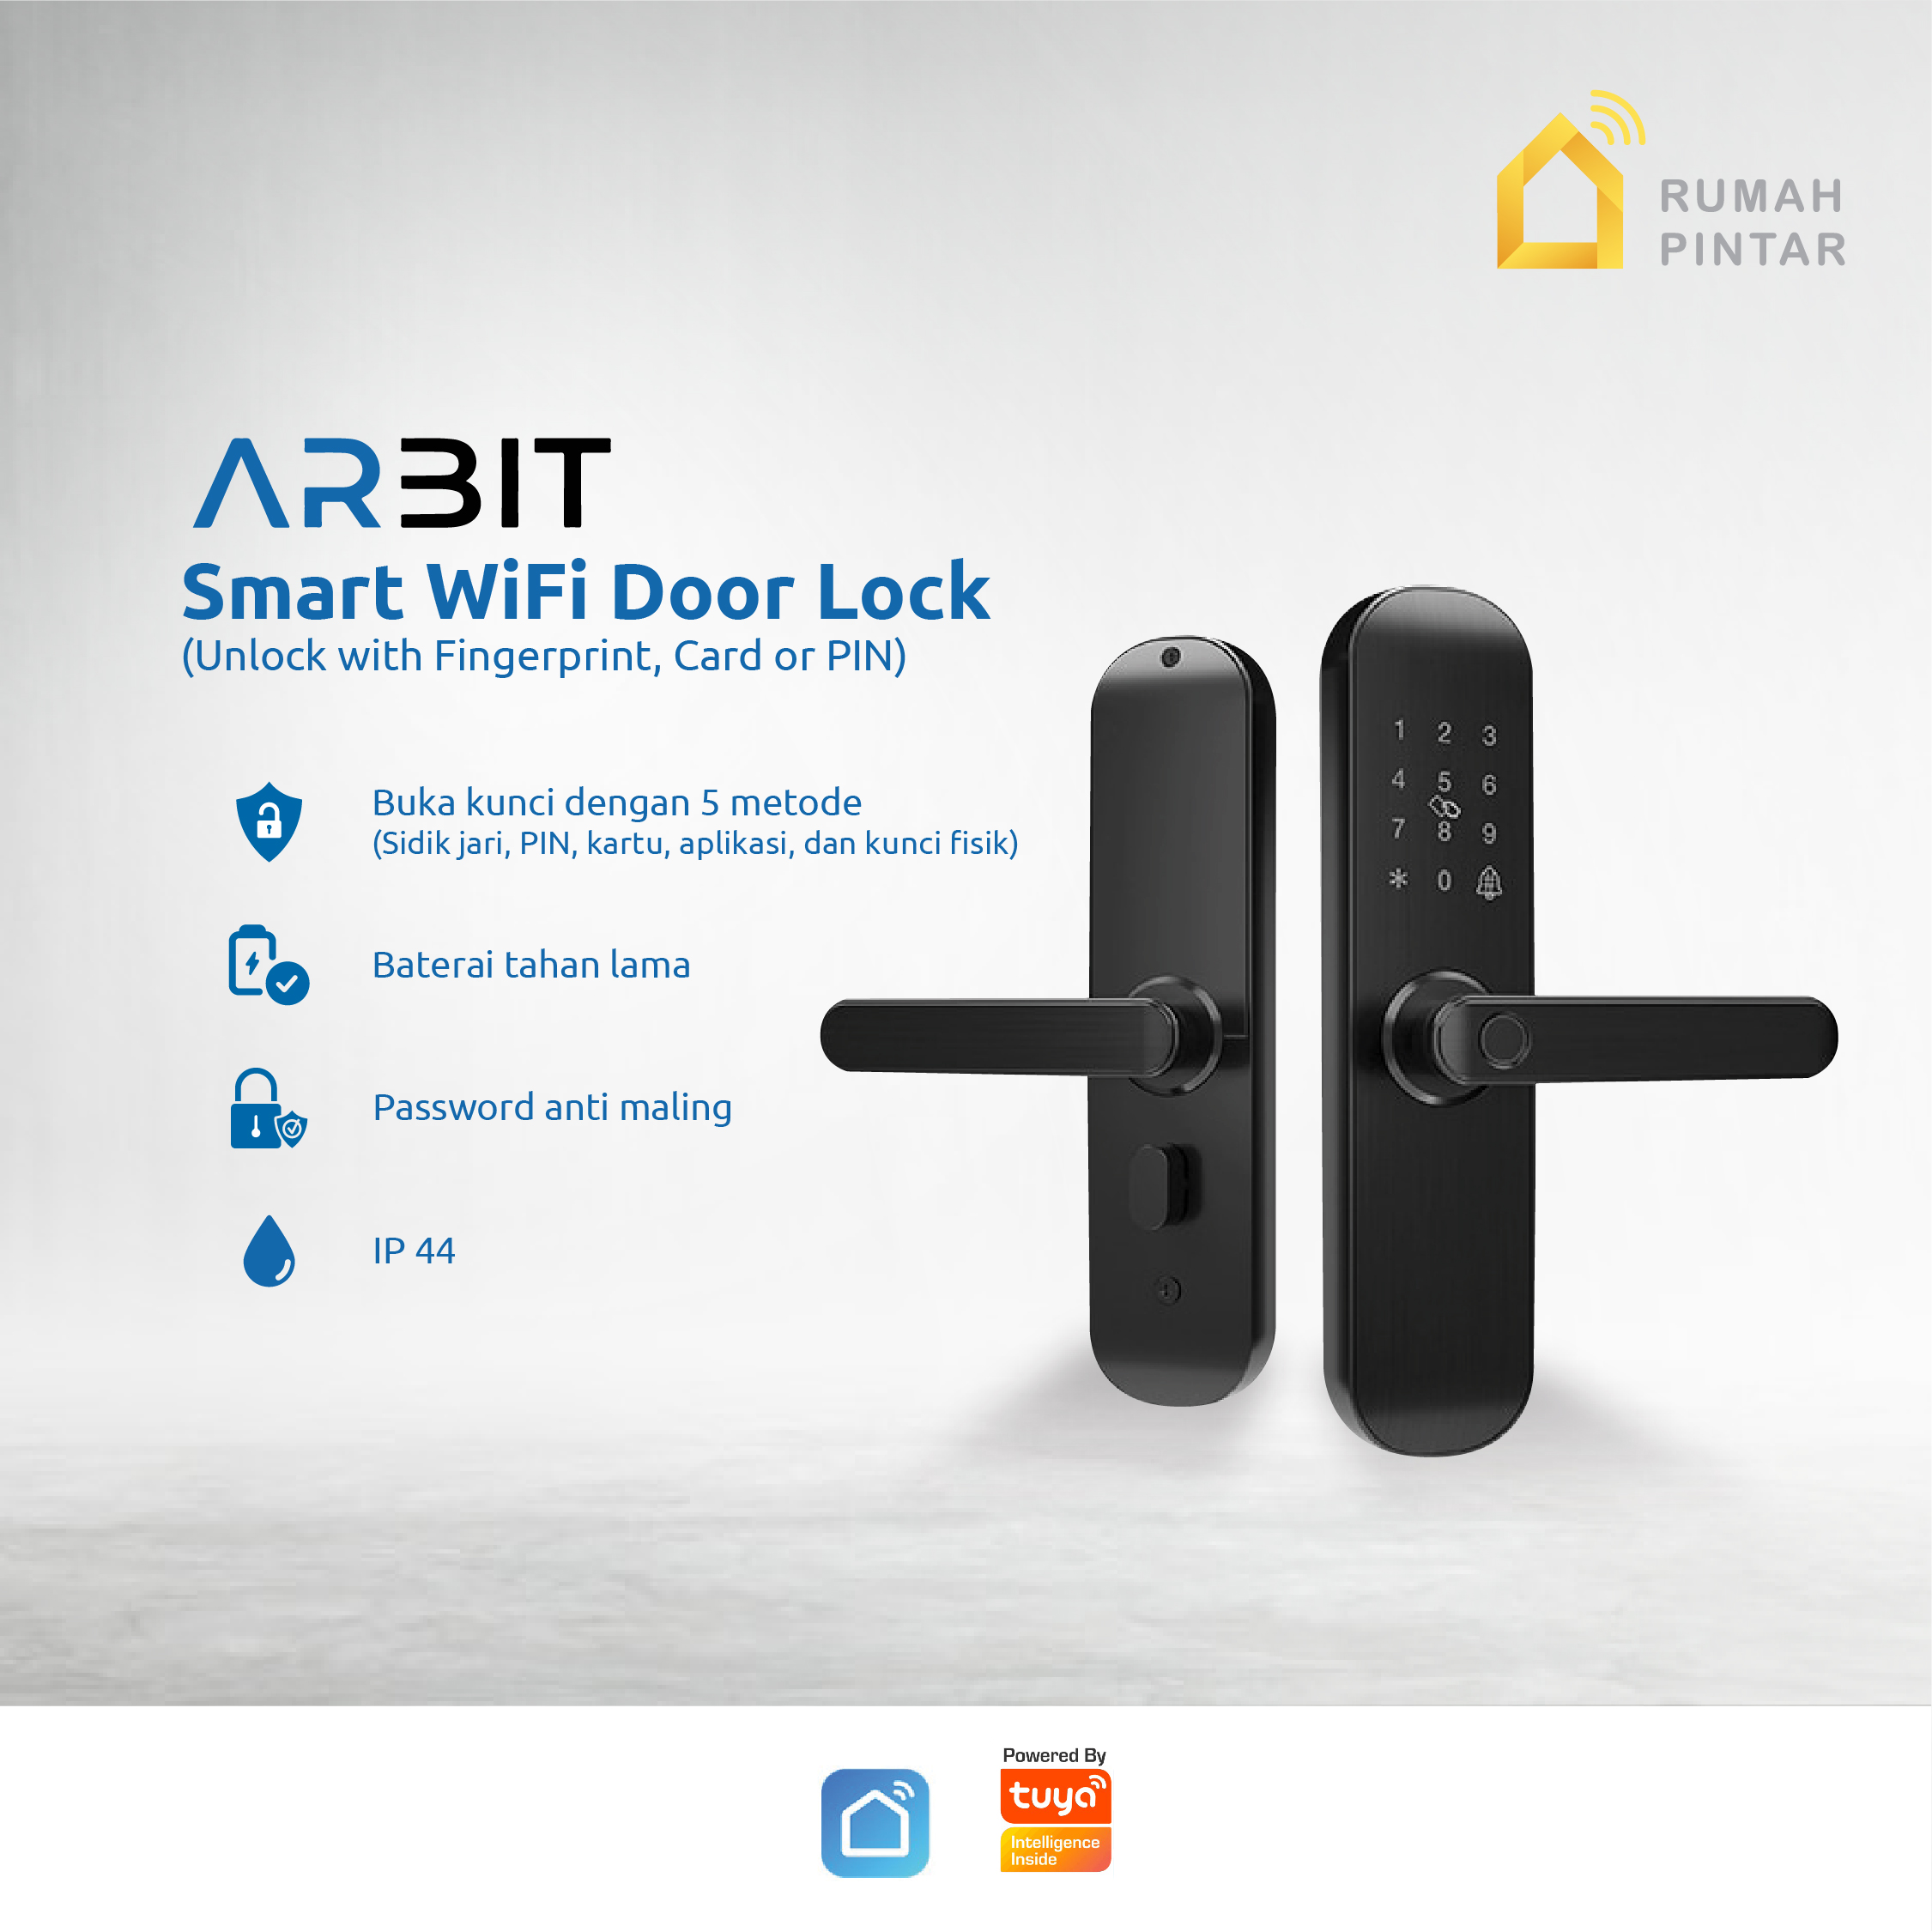 RUMAH
PINTAR
ARBIT
Smart WiFi Door Lock
(Unlock with Fingerprint, Card or PIN)
Buka kunci dengan 5 metode
(Sidik jari, PIN, kartu, aplikasi, dan kunci fisik)
Baterai tahan lama
Password anti maling
IP 44
1 2 3
4 5 6
7 8 9
* 0 #
Powered By
tuya
Intelligence
Inside